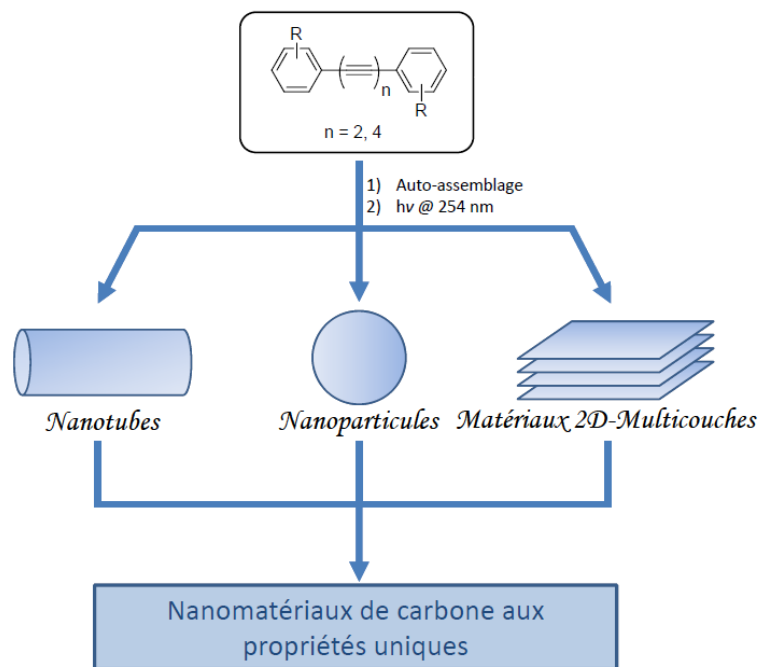 R
n
R
n = 2, 4
1) Auto-assemblage
2) hν @ 254 nm
Nanotubes
Nanoparticules
Matériaux 2D-Multicouches
Nanomatériaux de carbone aux
propriétés uniques